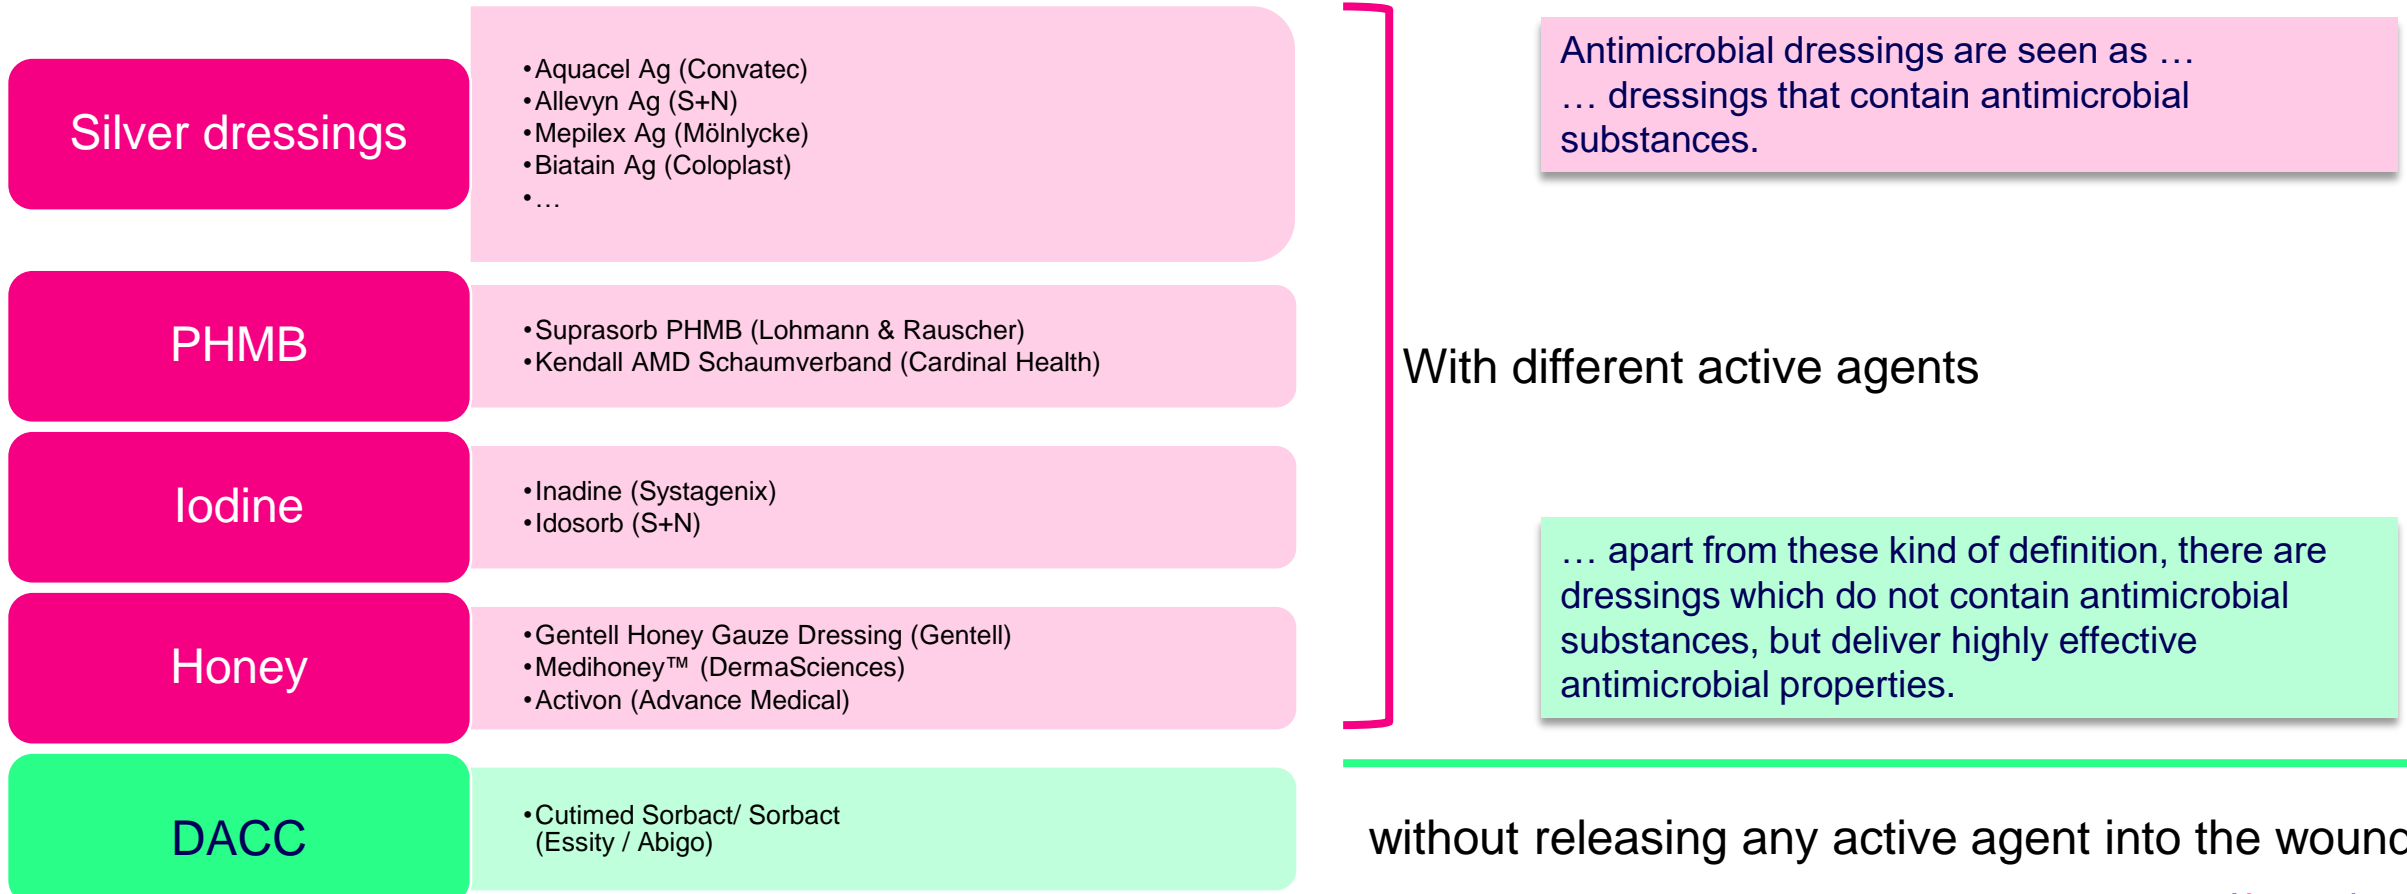 Silver dressings
•Aquacel Ag (Convatec)
•Allevyn Ag (S+N)
•Mepilex Ag (Mölnlycke)
•Biatain Ag (Coloplast)
•…
PHMB
•Suprasorb PHMB (Lohmann & Rauscher)
•Kendall AMD Schaumverband (Cardinal Health)
Iodine
•Inadine (Systagenix)
•Idosorb (S+N)
Honey
•Gentell Honey Gauze Dressing (Gentell)
•Medihoney™ (DermaSciences)
•Activon (Advance Medical)
DACC
•Cutimed Sorbact/ Sorbact
(Essity / Abigo)
Antimicrobial dressings are seen as …
… dressings that contain antimicrobial
substances.
With different active agents
… apart from these kind of definition, there are
dressings which do not contain antimicrobial
substances, but deliver highly effective
antimicrobial properties.
without releasing any active agent into the wound